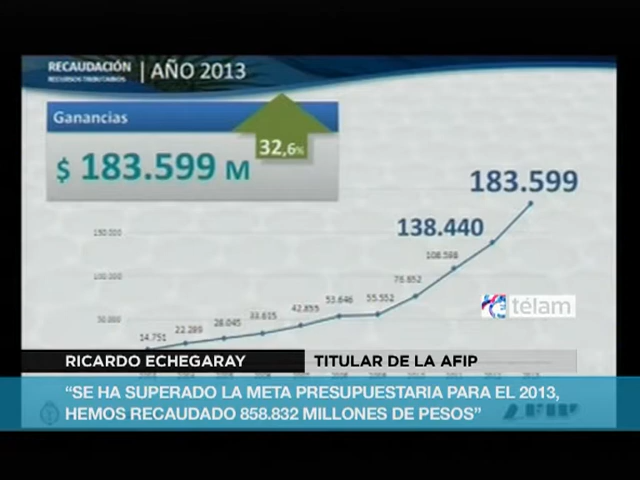 RECAUDACIÓN
RECURSOS TRIBUTARIOS
AÑO 2013
Ganancias
32,6%
$ 183.599 M
183.599
138.440
150.000
108.598
100.000
76.652
53.646
55.552
42.855
50.000
33.615
28.045
22.289
14.751
télam
RICARDO ECHEGARAY
TITULAR DE LA AFIP
“SE HA SUPERADO LA META PRESUPUESTARIA PARA EL 2013,
HEMOS RECAUDADO 858.832 MILLONES DE PESOS”